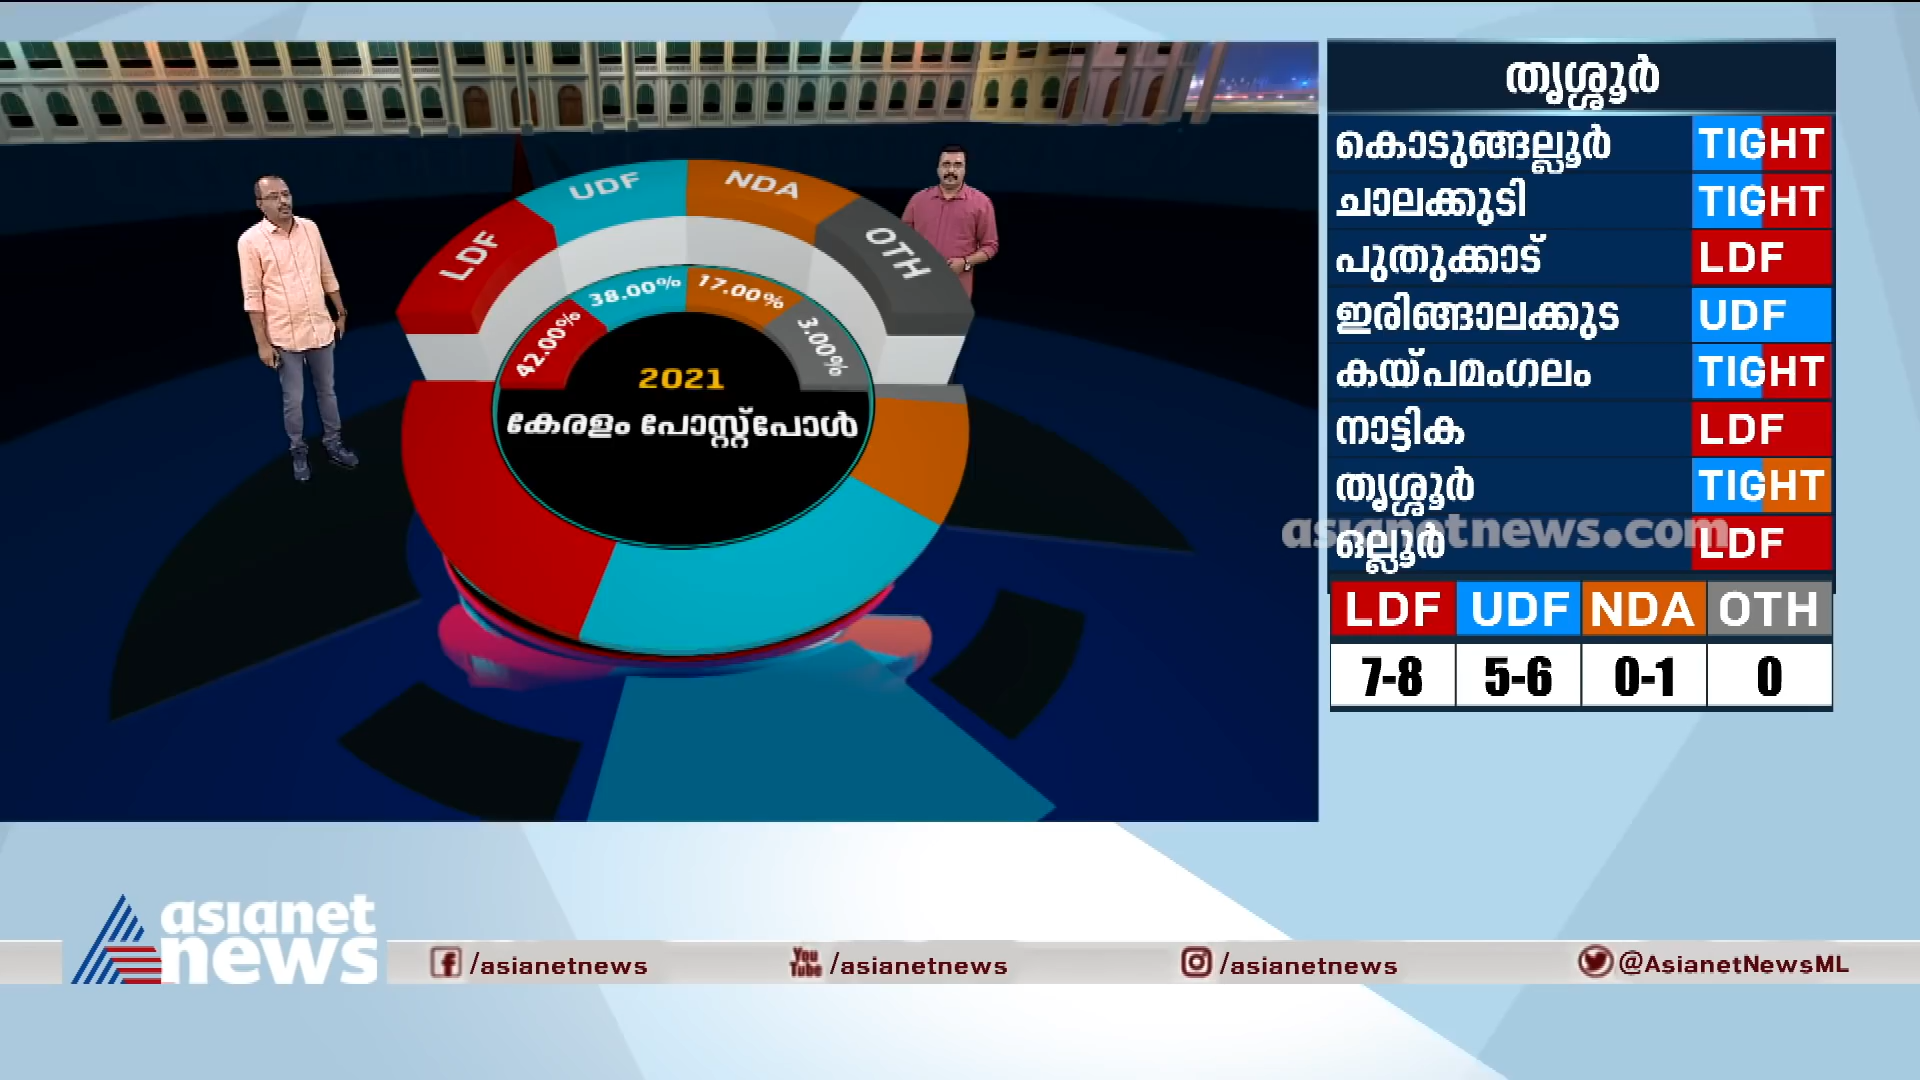 LDF
UDF
NDA
OTH
42.00%
38.00%
17.00%
3.00%
2021
കേരളം പോസ്റ്റ്പോൾ
തൃശ്ശൂർ
കൊടുങ്ങല്ലൂർ TIGHT
ചാലക്കുടി TIGHT
പുതുക്കാട് LDF
ഇരിങ്ങാലക്കുട UDF
കയ്പമംഗലം TIGHT
നാട്ടിക LDF
തൃശ്ശൂർ TIGHT
asianetnews.com
ഒല്ലൂർ LDF
LDF UDF NDA OTH
7-8 5-6 0-1 0
asianet
news
/asianetnews
You
Tube
/asianetnews
/asianetnews
@AsianetNewsML